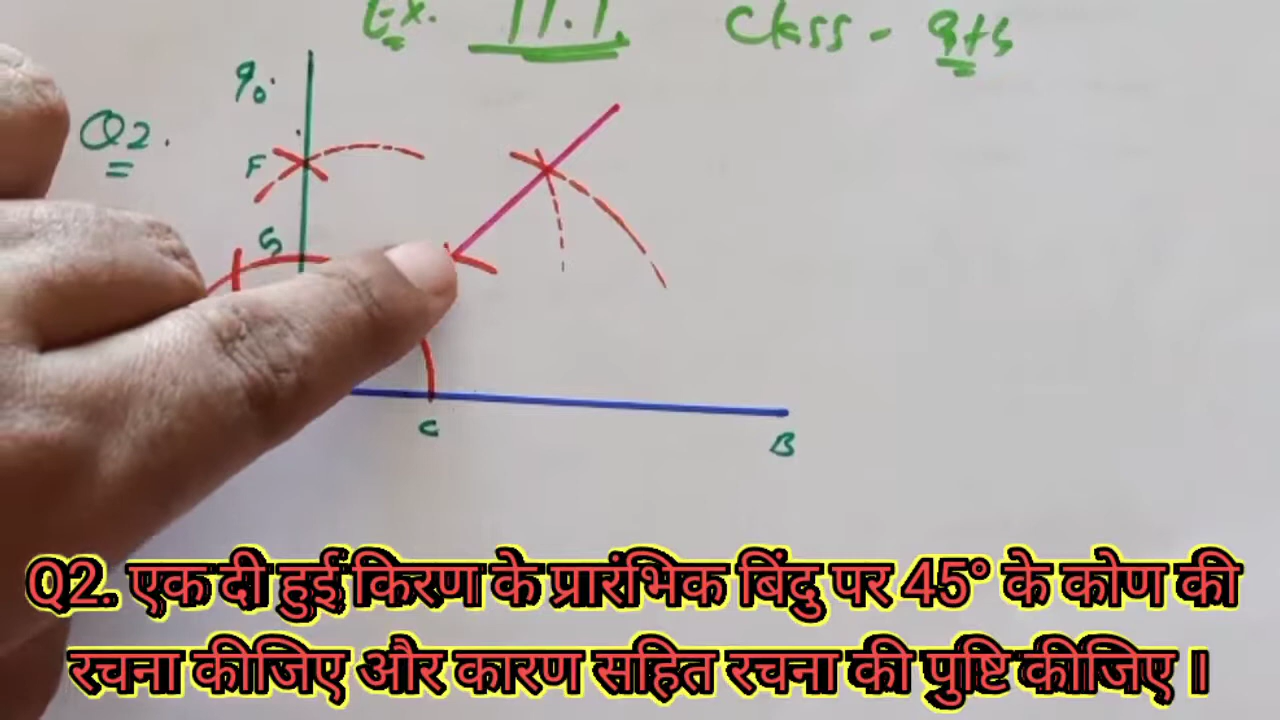 Ex. 11.1 Class - 9th
90.
Q2.
F
S
C
B
Q2. एक दी हुई किरण के प्रारंभिक बिंदु पर 45° के कोण की
रचना कीजिए और कारण सहित रचना की पुष्टि कीजिए ।